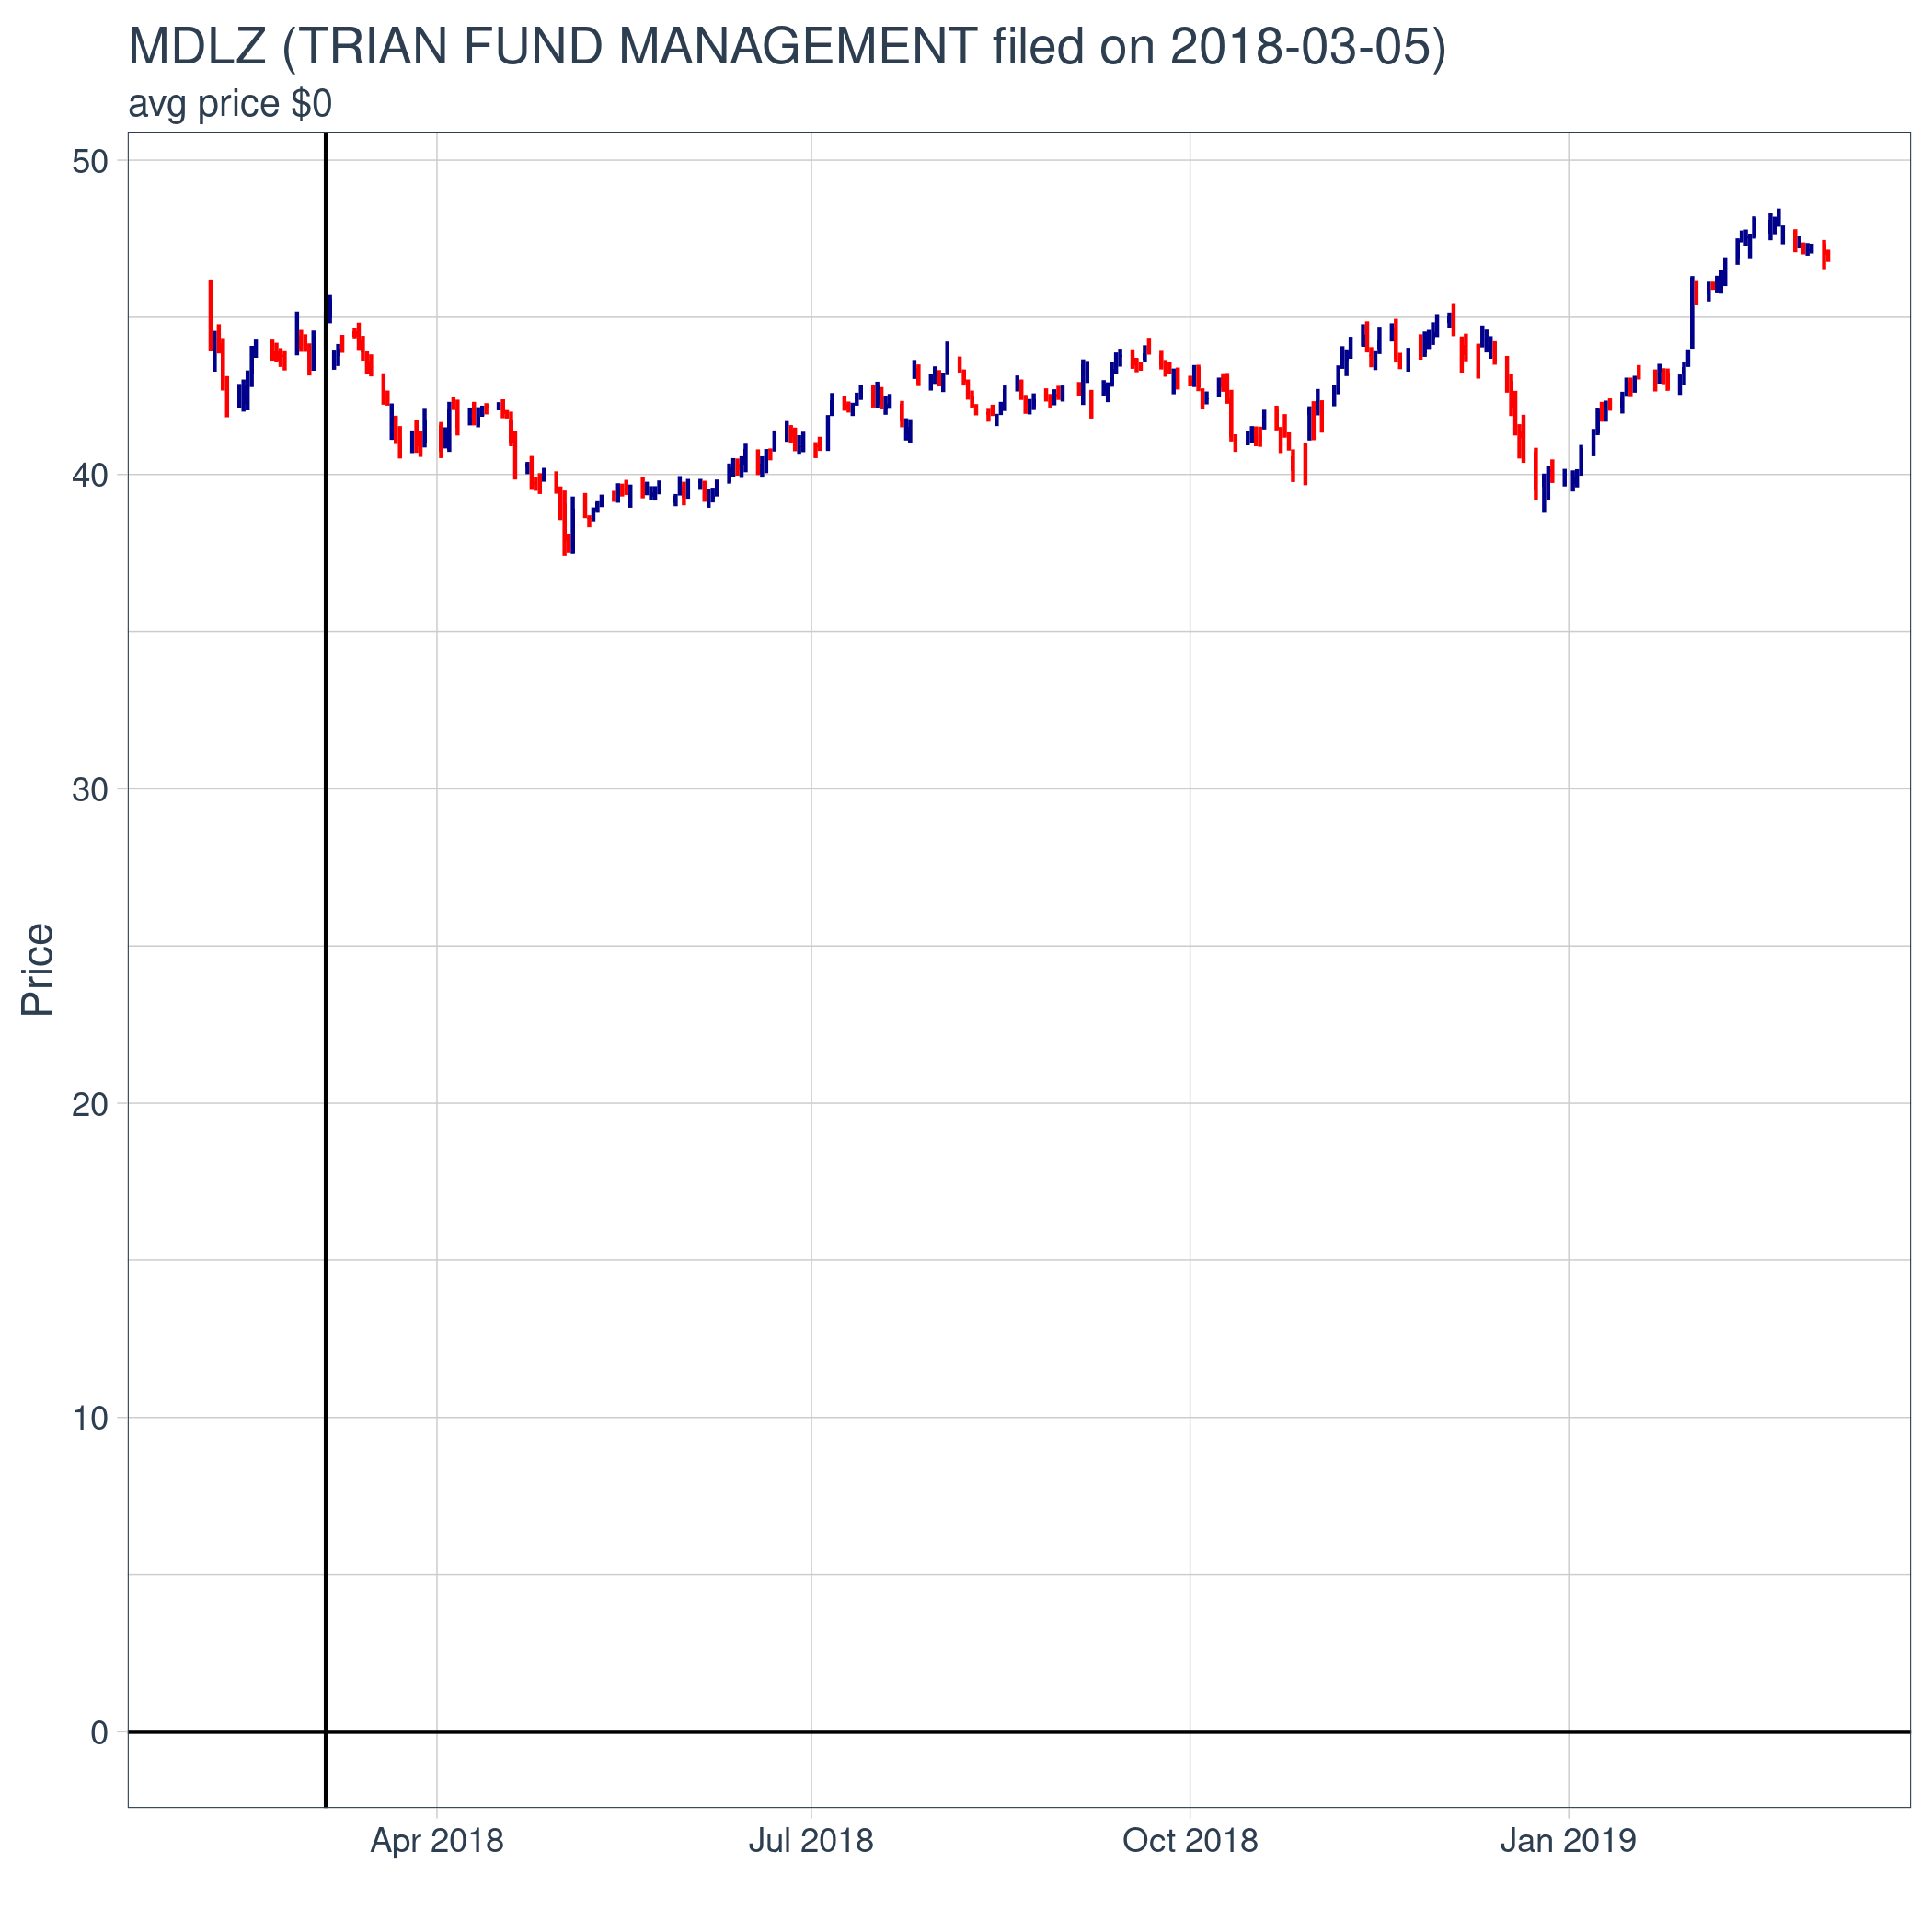 MDLZ (TRIAN FUND MANAGEMENT filed on 2018-03-05)
avg price $0
50
40
30
20
10
0
Price
Apr 2018
Jul 2018
Oct 2018
Jan 2019